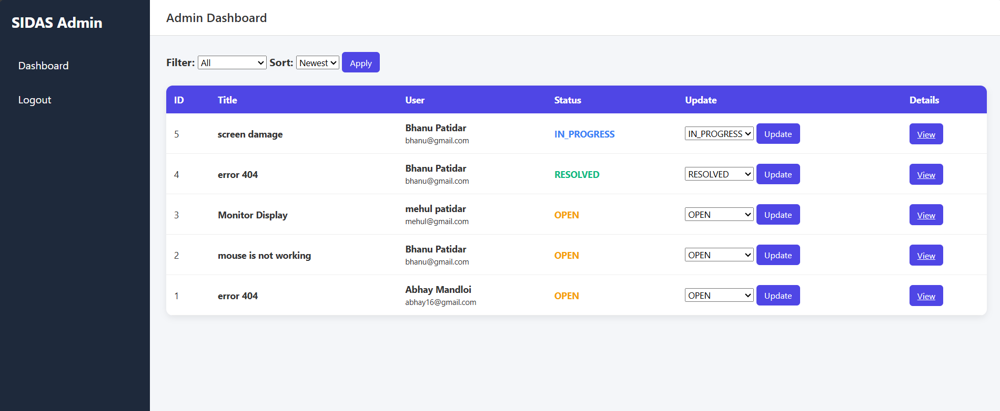 SIDAS Admin
Dashboard
Logout
Admin Dashboard
Filter: All Sort: Newest Apply
ID Title User Status Update Details
5 screen damage Bhanu Patidar IN_PROGRESS IN_PROGRESS Update View
bhanu@gmail.com
4 error 404 Bhanu Patidar RESOLVED RESOLVED Update View
bhanu@gmail.com
3 Monitor Display mehul patidar OPEN OPEN Update View
mehul@gmail.com
2 mouse is not working Bhanu Patidar OPEN OPEN Update View
bhanu@gmail.com
1 error 404 Abhay Mandloi OPEN OPEN Update View
abhay16@gmail.com